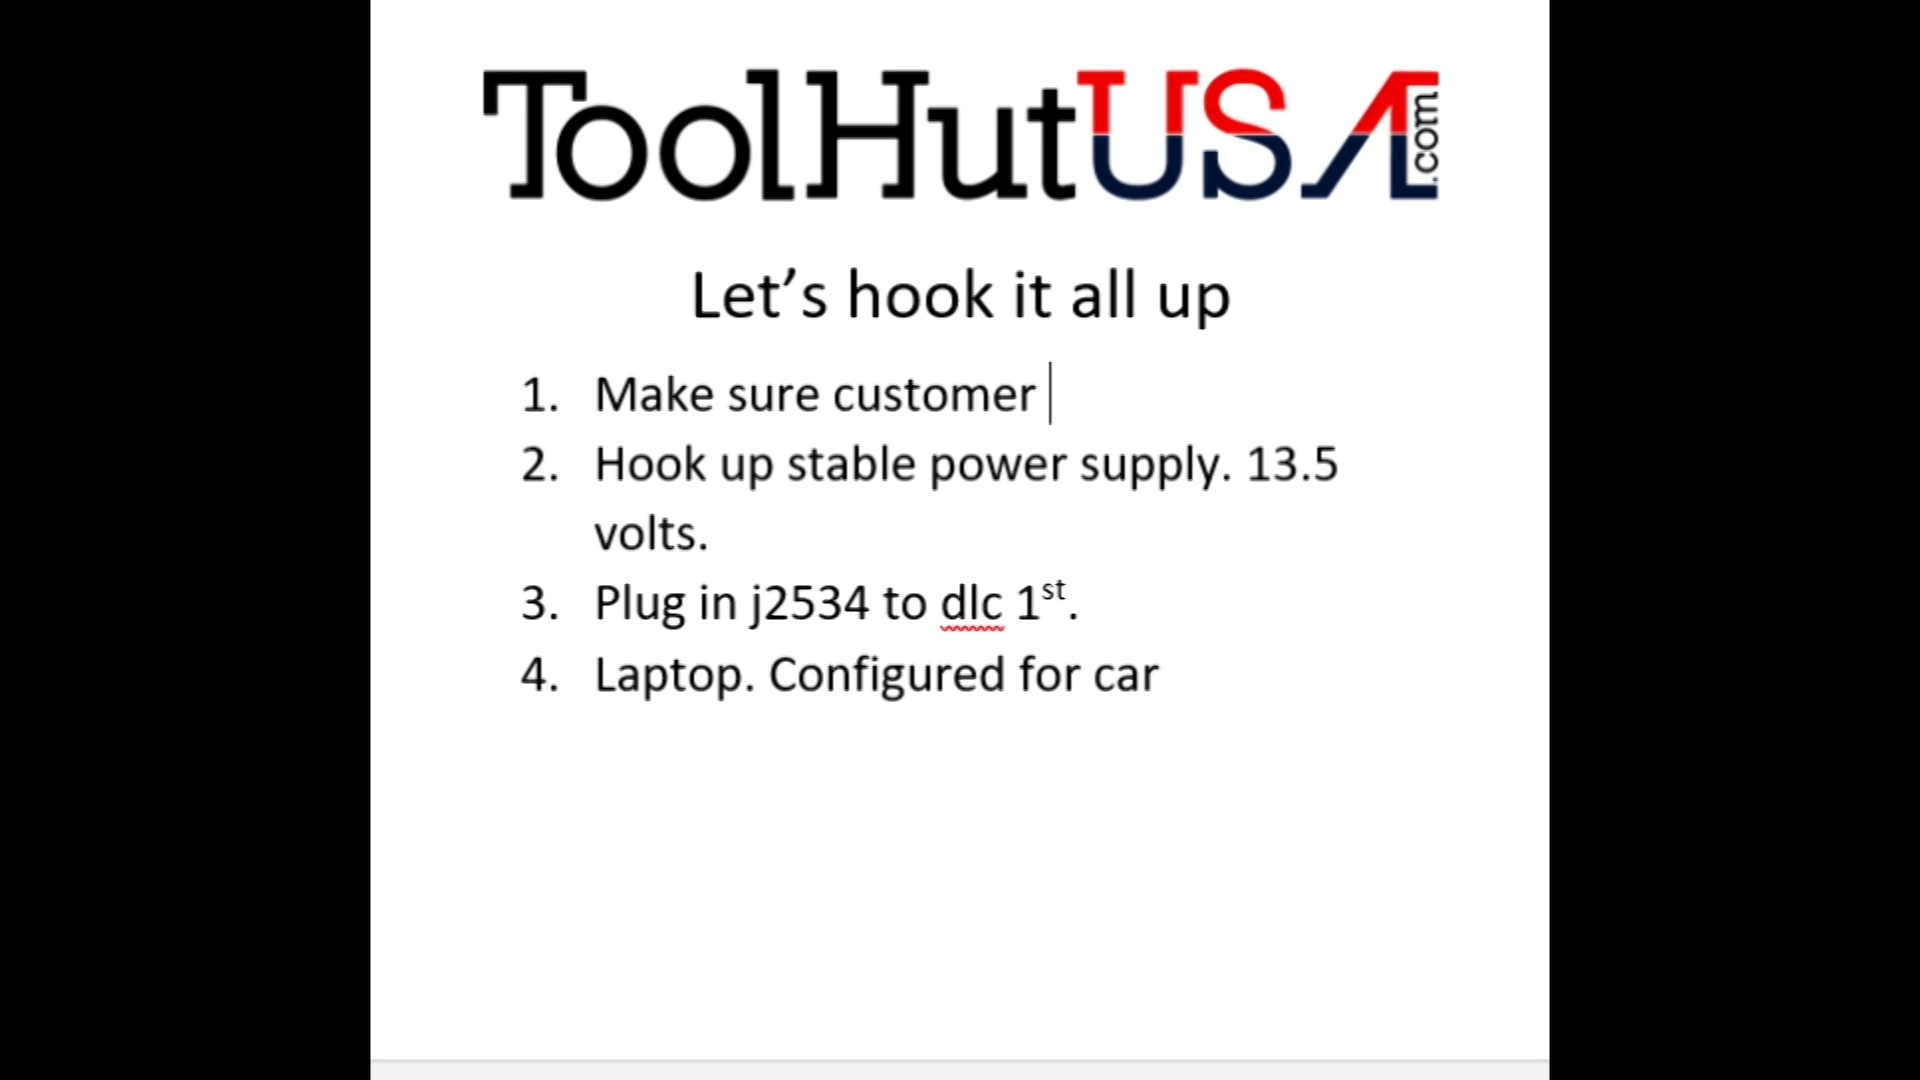 ToolHutUSA.com
Let’s hook it all up
1. Make sure customer
2. Hook up stable power supply. 13.5
volts.
3. Plug in j2534 to dlc 1st.
4. Laptop. Configured for car